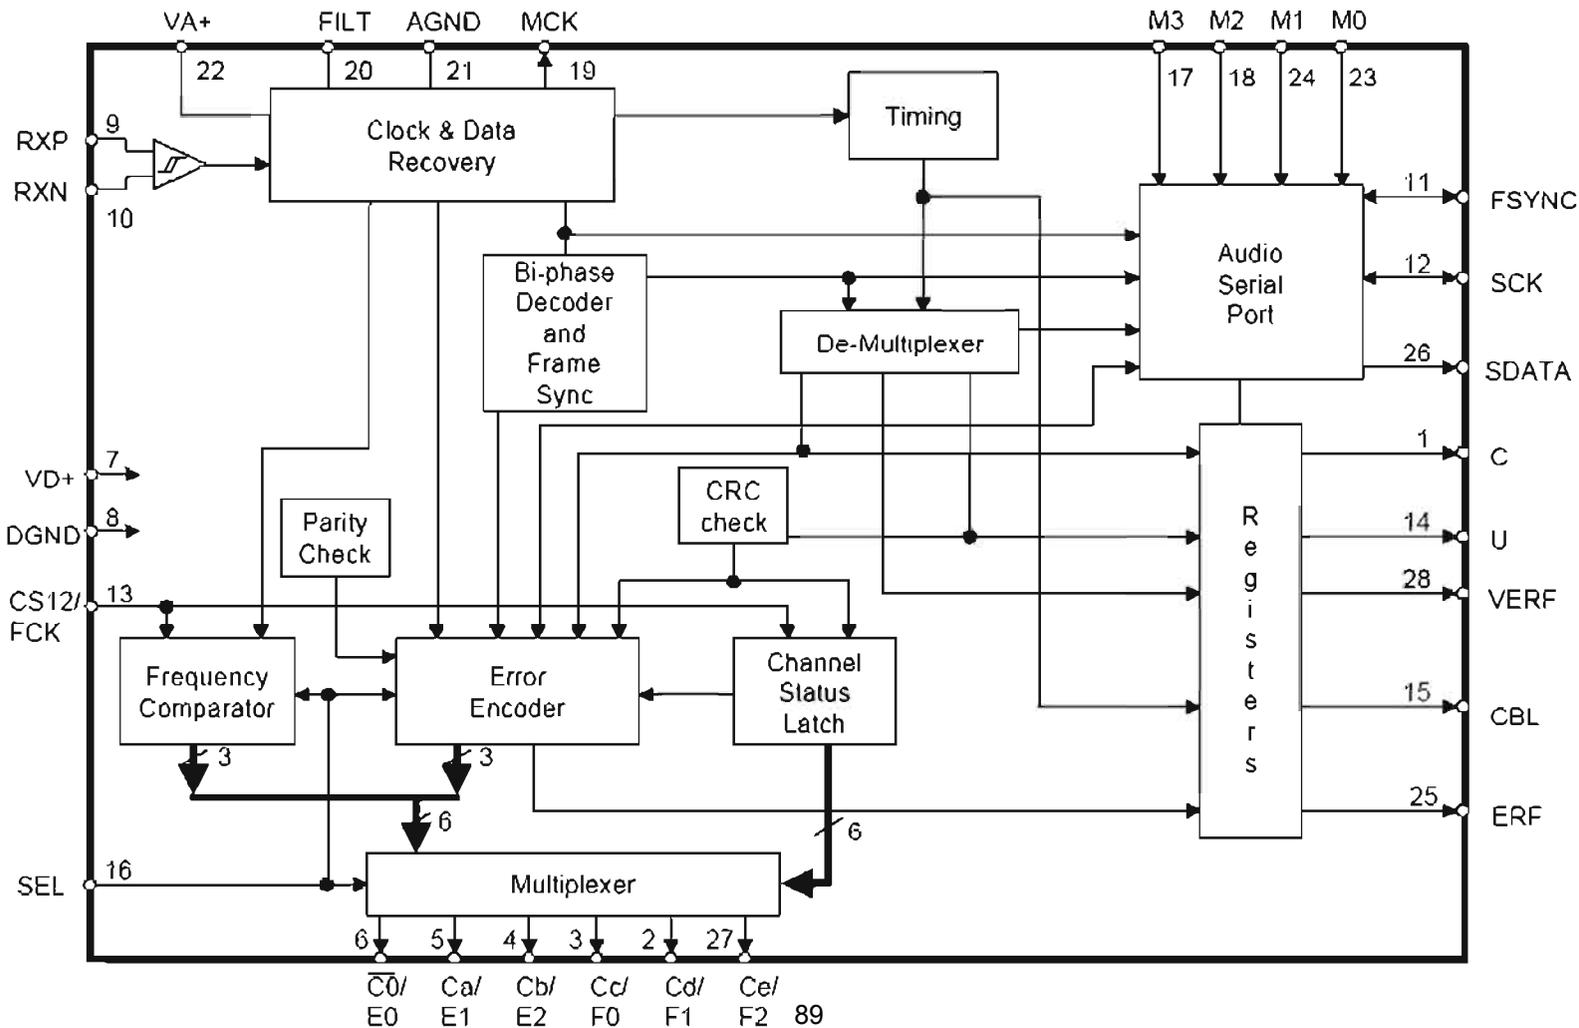 VA+ FILT AGND MCK M3 M2 M1 M0
22 20 21 19 17 18 24 23
RXP 9
RXN
10
Clock & Data
Recovery
Timing
Bi-phase
Decoder
and
Frame
Sync
De-Multiplexer
Audio
Serial
Port
11 FSYNC
12 SCK
26 SDATA
VD+ 7
DGND 8
CS12/ 13
FCK
Parity
Check
CRC
check
Registers
1 C
14 U
28 VERF
15 CBL
25 ERF
Frequency
Comparator
Error
Encoder
Channel
Status
Latch
3 3
6 6
SEL 16
Multiplexer
6 5 4 3 2 27
C̅0̅/ Ca/ Cb/ Cc/ Cd/ Ce/
E0 E1 E2 F0 F1 F2 89